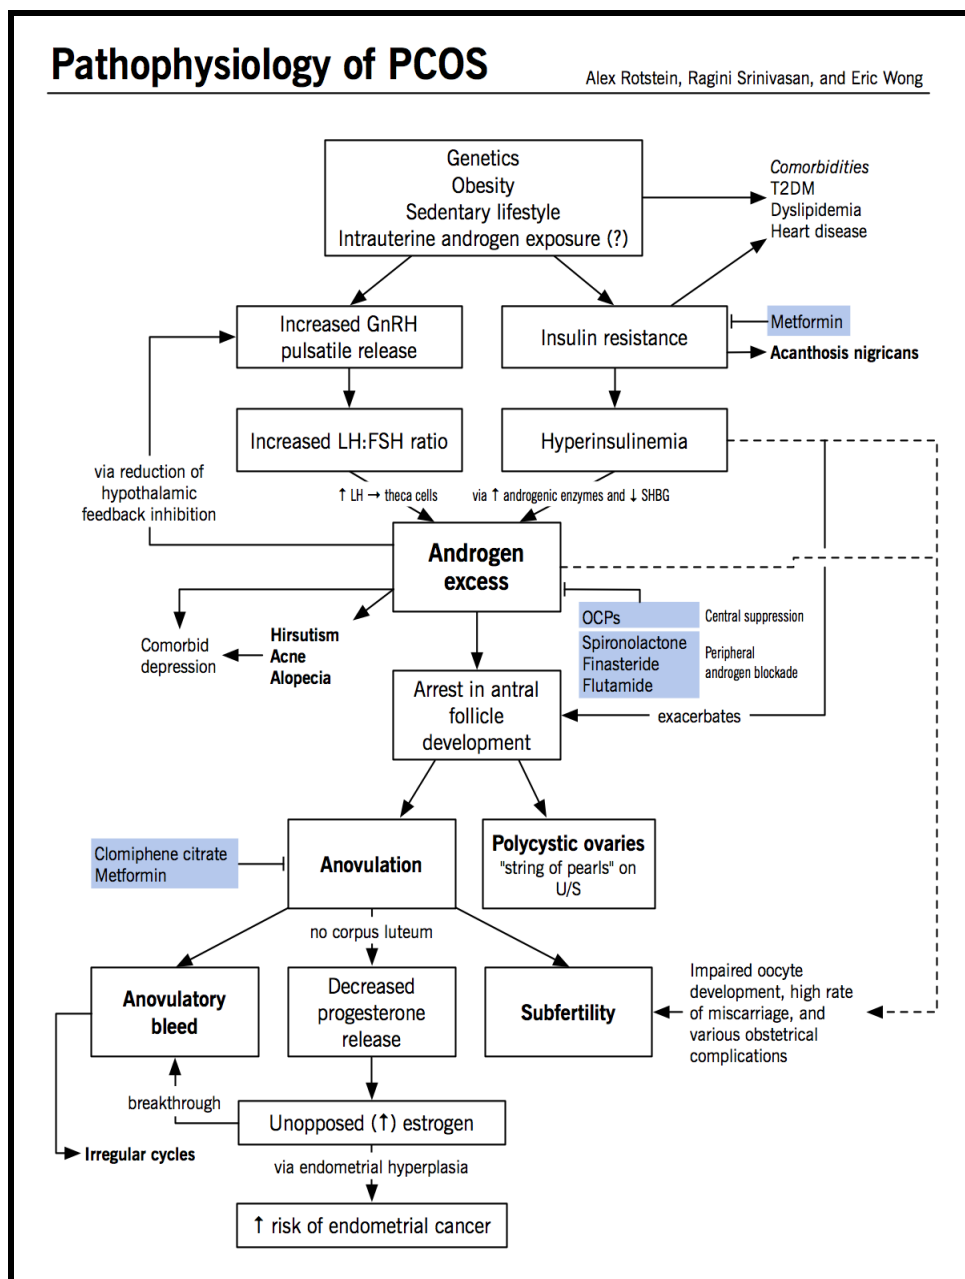 Pathophysiology of PCOS
Alex Rotstein, Ragini Srinivasan, and Eric Wong
Genetics
Obesity
Sedentary lifestyle
Intrauterine androgen exposure (?)
Comorbidities
T2DM
Dyslipidemia
Heart disease
Increased GnRH
pulsatile release
Insulin resistance
Metformin
Acanthosis nigricans
Increased LH:FSH ratio
Hyperinsulinemia
via reduction of
hypothalamic
feedback inhibition
↑ LH → theca cells
via ↑ androgenic enzymes and ↓ SHBG
Androgen
excess
OCPs
Central suppression
Spironolactone
Finasteride
Flutamide
Peripheral
androgen blockade
Comorbid
depression
Hirsutism
Acne
Alopecia
Arrest in antral
follicle
development
exacerbates
Clomiphene citrate
Metformin
Anovulation
Polycystic ovaries
"string of pearls" on
U/S
no corpus luteum
Anovulatory
bleed
Decreased
progesterone
release
Subfertility
Impaired oocyte
development, high rate
of miscarriage, and
various obstetrical
complications
breakthrough
Unopposed (↑) estrogen
Irregular cycles
via endometrial hyperplasia
↑ risk of endometrial cancer